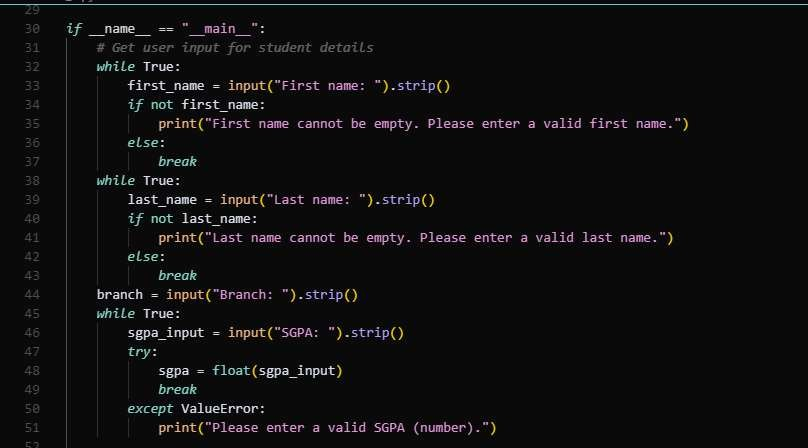 29
30 if __name__ == "__main__":
31     # Get user input for student details
32     while True:
33         first_name = input("First name: ").strip()
34         if not first_name:
35             print("First name cannot be empty. Please enter a valid first name.")
36         else:
37             break
38     while True:
39         last_name = input("Last name: ").strip()
40         if not last_name:
41             print("Last name cannot be empty. Please enter a valid last name.")
42         else:
43             break
44     branch = input("Branch: ").strip()
45     while True:
46         sgpa_input = input("SGPA: ").strip()
47         try:
48             sgpa = float(sgpa_input)
49             break
50         except ValueError:
51             print("Please enter a valid SGPA (number).")